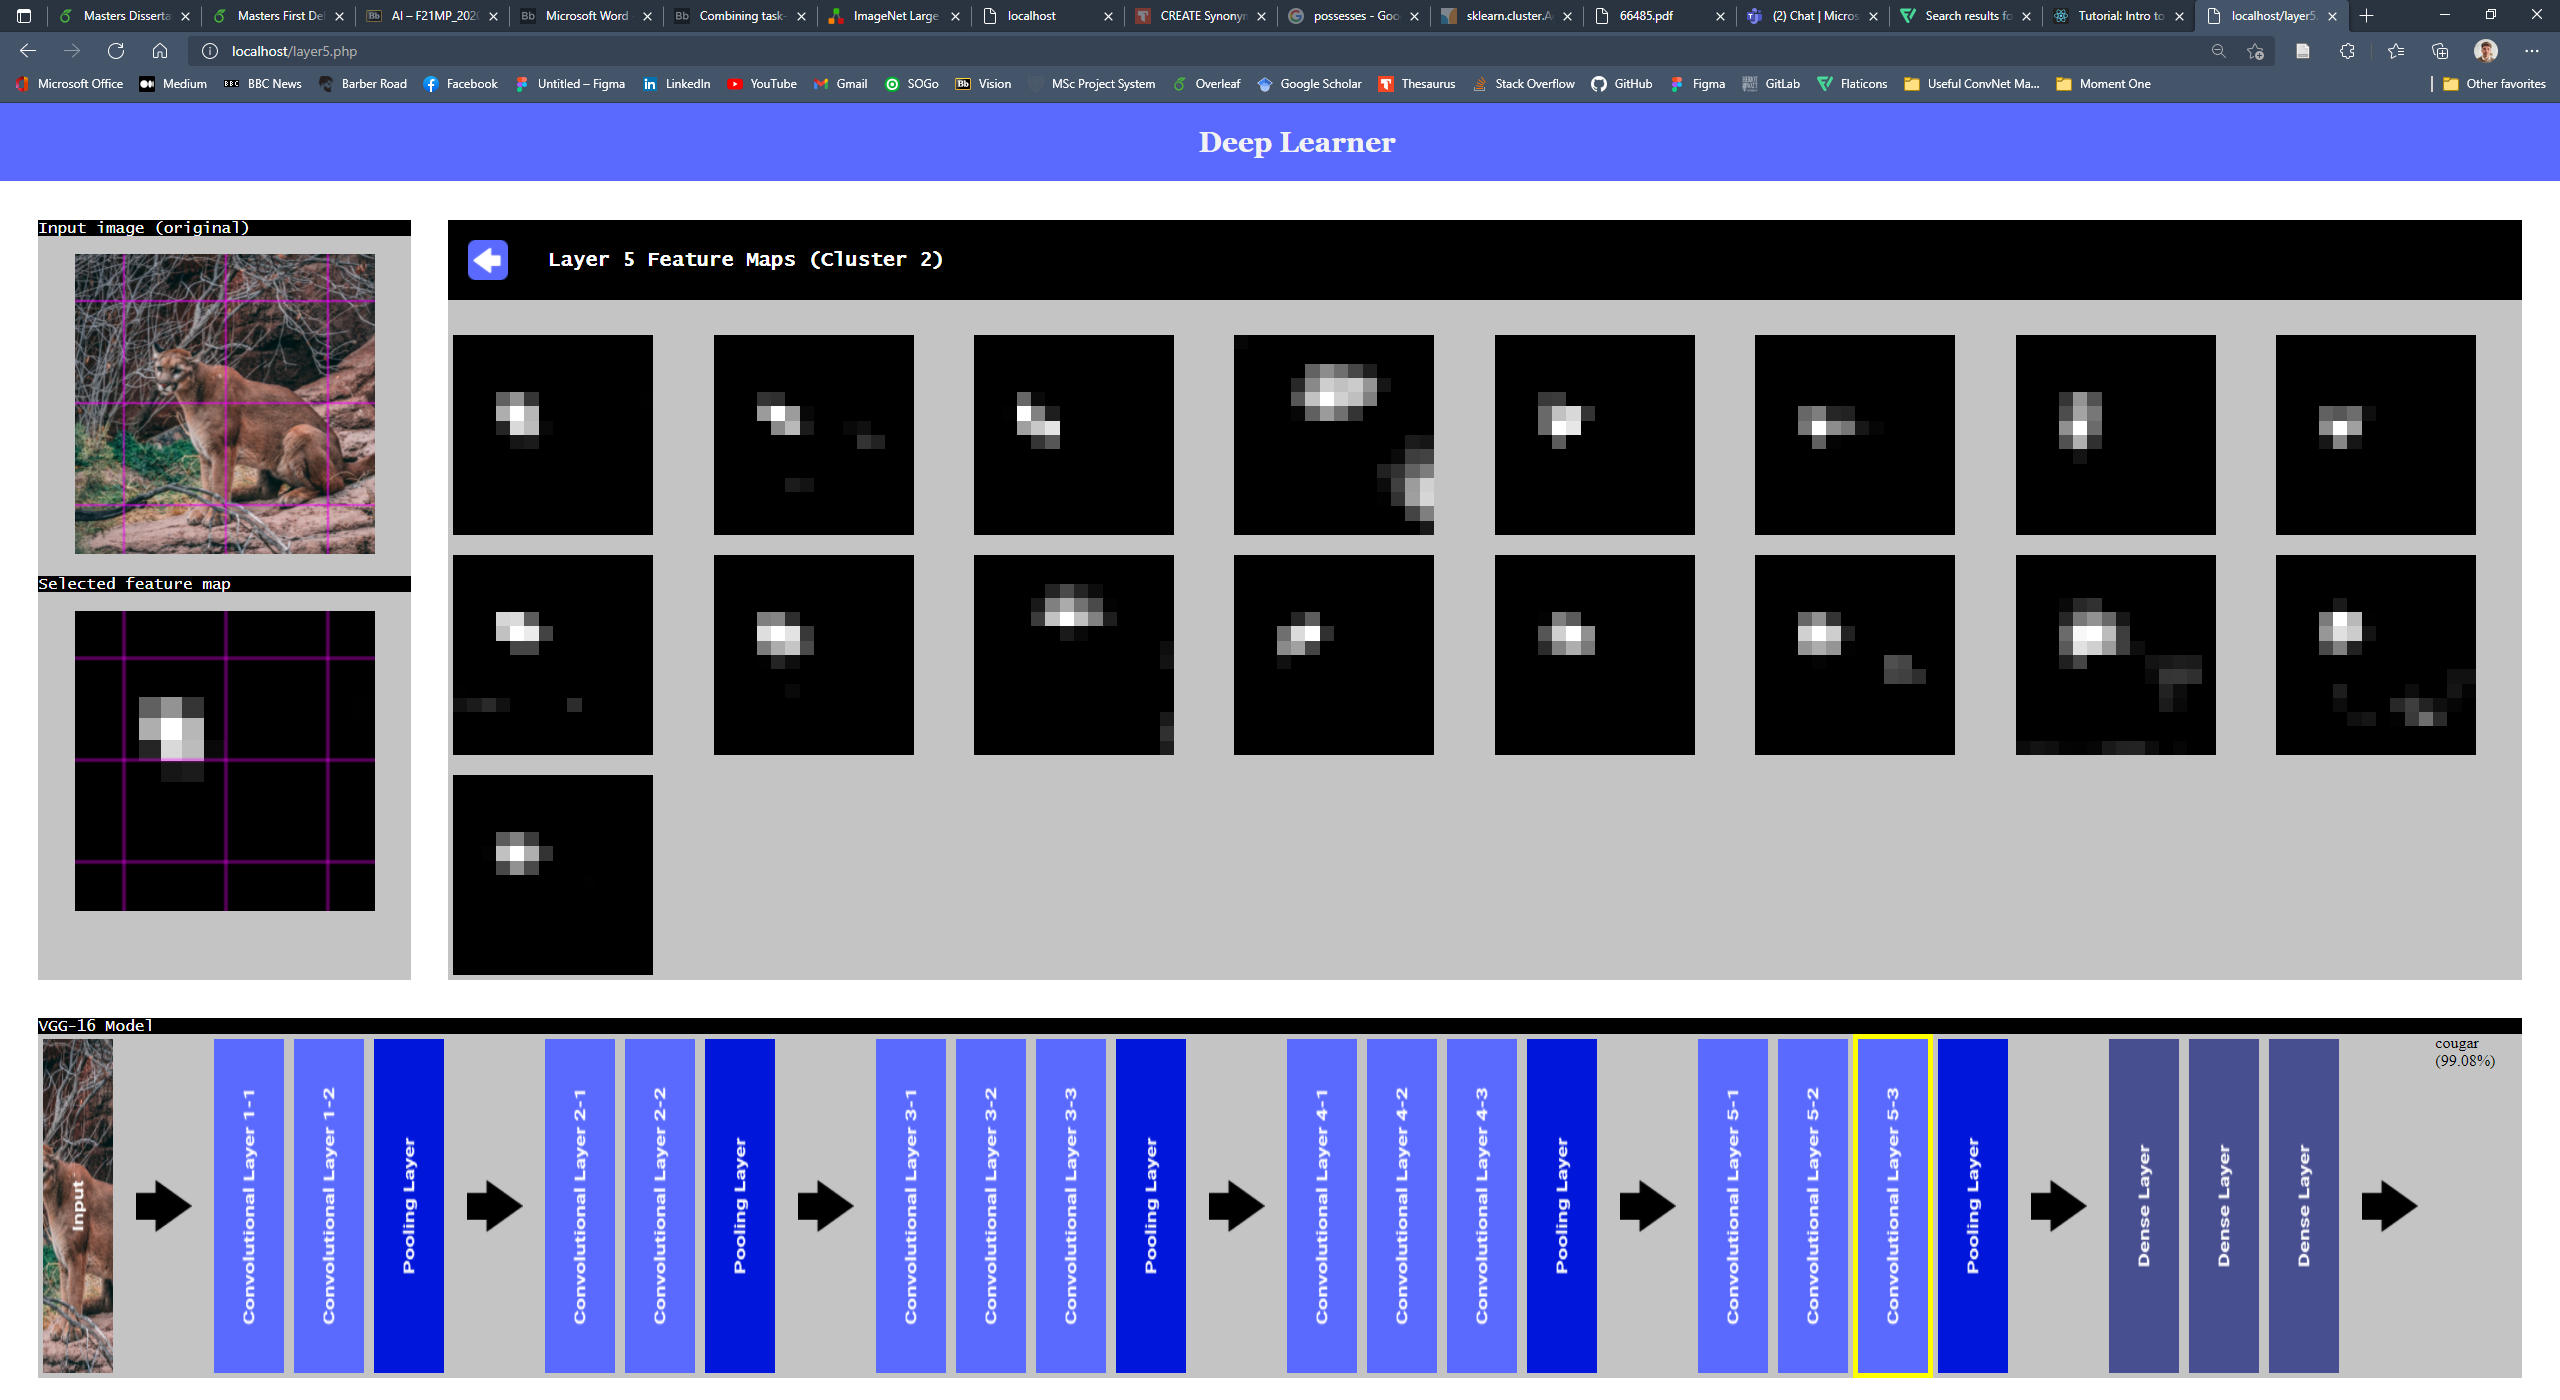 Masters Disserta
Masters First De
AI – F21MP_202
Microsoft Word
Combining task-
ImageNet Large
localhost
CREATE Synonym
possesses - Goo
sklearn.cluster.A
66485.pdf
(2) Chat | Micros
Search results fo
Tutorial: Intro to
localhost/layer5.
localhost/layer5.php
Microsoft Office
Medium
BBC News
Barber Road
Facebook
Untitled – Figma
LinkedIn
YouTube
Gmail
SOGo
Vision
MSc Project System
Overleaf
Google Scholar
Thesaurus
Stack Overflow
GitHub
Figma
GitLab
Flaticons
Useful ConvNet Ma...
Moment One
Other favorites
Deep Learner
Input image (original)
Layer 5 Feature Maps (Cluster 2)
Selected feature map
VGG-16 Model
Input
Convolutional Layer 1-1
Convolutional Layer 1-2
Pooling Layer
Convolutional Layer 2-1
Convolutional Layer 2-2
Pooling Layer
Convolutional Layer 3-1
Convolutional Layer 3-2
Convolutional Layer 3-3
Pooling Layer
Convolutional Layer 4-1
Convolutional Layer 4-2
Convolutional Layer 4-3
Pooling Layer
Convolutional Layer 5-1
Convolutional Layer 5-2
Convolutional Layer 5-3
Pooling Layer
Dense Layer
Dense Layer
Dense Layer
cougar
(99.08%)